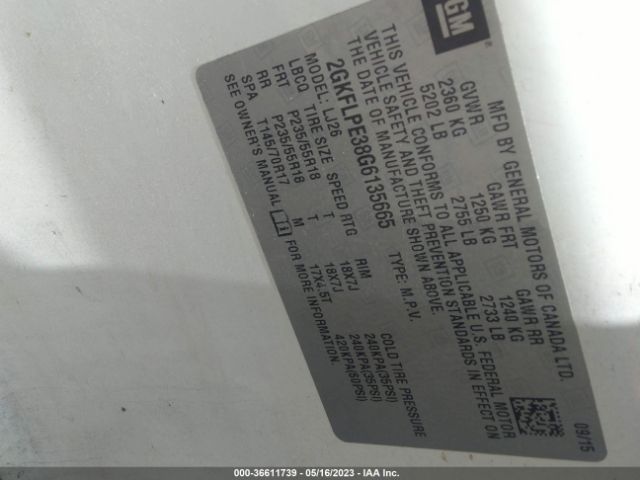 GM ®
MFD BY GENERAL MOTORS OF CANADA LTD. 09/15
GVWR GAWR FRT GAWR RR
2360 KG 1250 KG 1240 KG
5202 LB 2755 LB 2733 LB
THIS VEHICLE CONFORMS TO ALL APPLICABLE U.S. FEDERAL MOTOR
VEHICLE SAFETY AND THEFT PREVENTION STANDARDS IN EFFECT ON
THE DATE OF MANUFACTURE SHOWN ABOVE.
2GKFLPE38G6135665 TYPE: M.P.V.
MODEL: LJ26
LBCQ TIRE SIZE SPEED RTG RIM COLD TIRE PRESSURE
FRT P235/55R18 T 18X7J 240KPA(35PSI)
RR P235/55R18 T 18X7J 240KPA(35PSI)
SPA T145/70R17 M 17X4.5T 420KPA(60PSI)
SEE OWNER'S MANUAL FOR MORE INFORMATION.
000-36611739 - 05/16/2023 - IAA Inc.